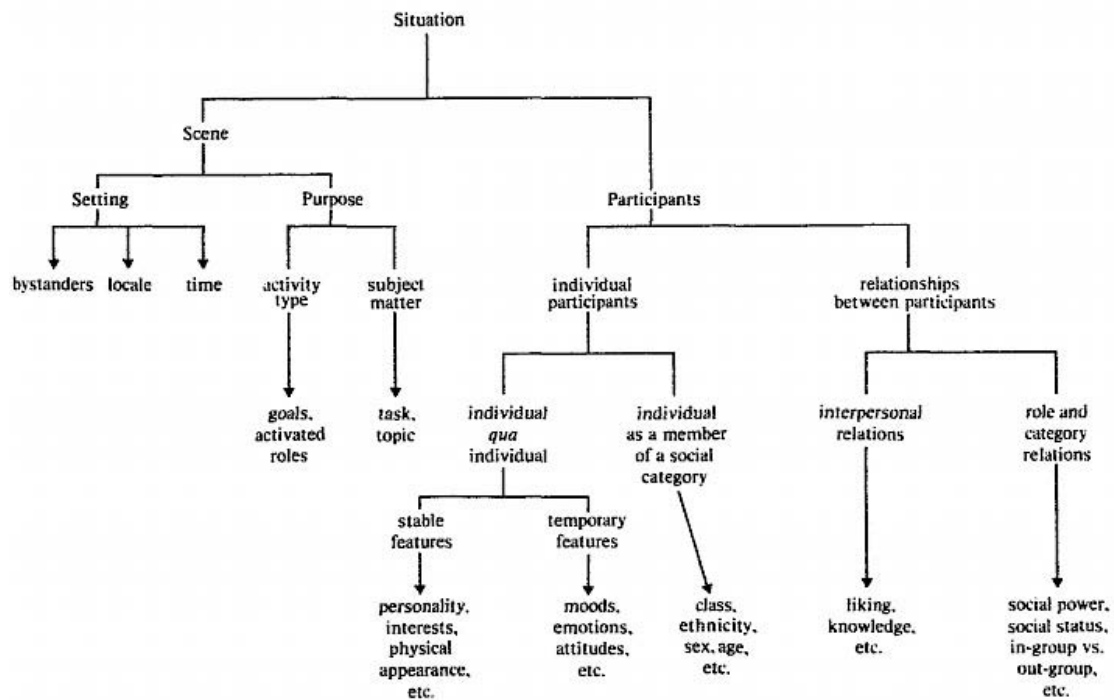 Situation
Scene
Setting
Purpose
Participants
bystanders
locale
time
activity
type
subject
matter
individual
participants
relationships
between participants
goals,
activated
roles
task,
topic
individual
qua
individual
individual
as a member
of a social
category
interpersonal
relations
role and
category
relations
stable
features
temporary
features
personality,
interests,
physical
appearance,
etc.
moods,
emotions,
attitudes,
etc.
class,
ethnicity,
sex, age,
etc.
liking,
knowledge,
etc.
social power,
social status,
in-group vs.
out-group,
etc.